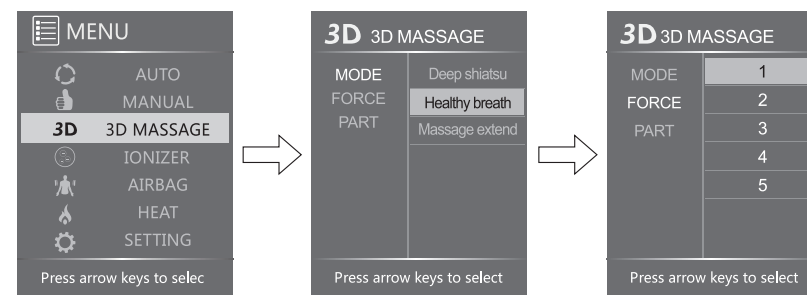 MENU
AUTO
MANUAL
3D 3D MASSAGE
IONIZER
AIRBAG
HEAT
SETTING
Press arrow keys to selec
3D 3D MASSAGE
MODE Deep shiatsu
FORCE Healthy breath
PART Massage extend
Press arrow keys to select
3D 3D MASSAGE
MODE 1
FORCE 2
PART 3
4
5
Press arrow keys to select